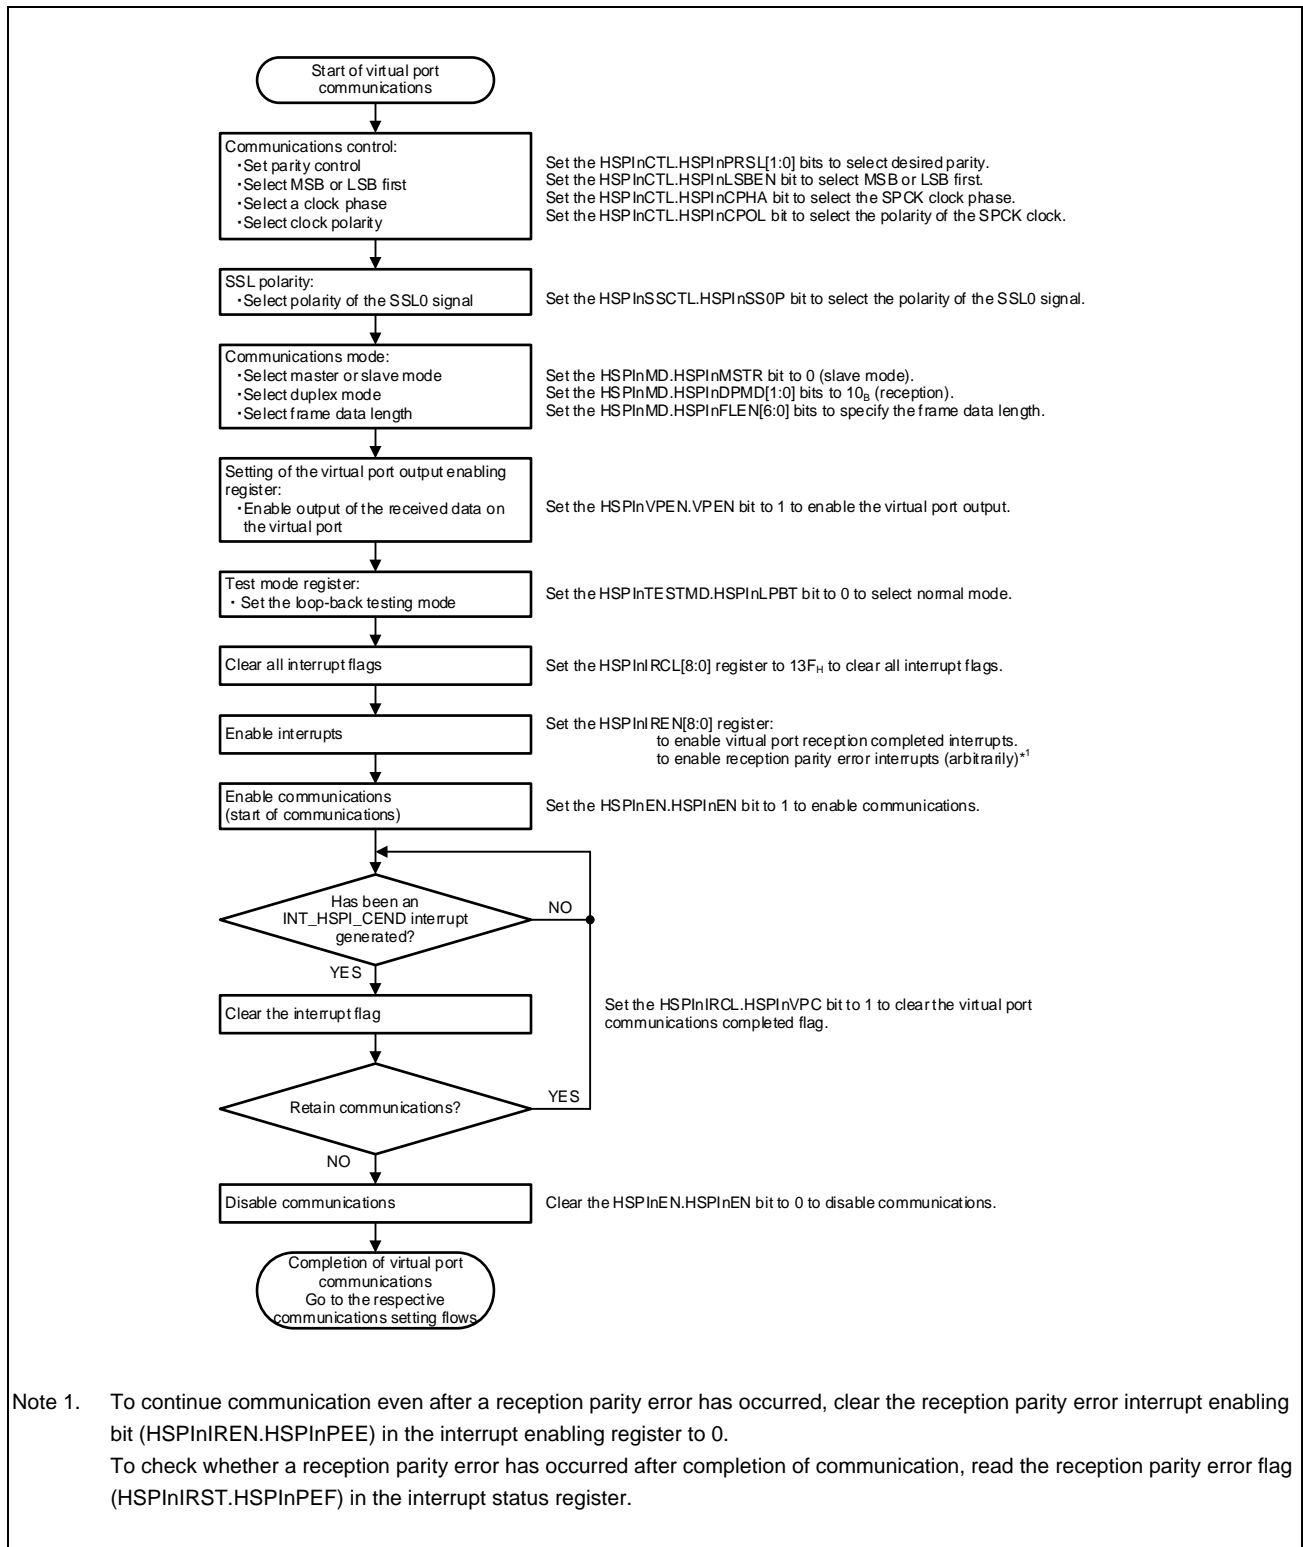 Start of virtual port
communications
Communications control:
・Set parity control
・Select MSB or LSB first
・Select a clock phase
・Select clock polarity
Set the HSPInCTL.HSPInPRSL[1:0] bits to select desired parity.
Set the HSPInCTL.HSPInLSBEN bit to select MSB or LSB first.
Set the HSPInCTL.HSPInCPHA bit to select the SPCK clock phase.
Set the HSPInCTL.HSPInCPOL bit to select the polarity of the SPCK clock.
SSL polarity:
・Select polarity of the SSL0 signal
Set the HSPInSSCTL.HSPInSS0P bit to select the polarity of the SSL0 signal.
Communications mode:
・Select master or slave mode
・Select duplex mode
・Select frame data length
Set the HSPInMD.HSPInMSTR bit to 0 (slave mode).
Set the HSPInMD.HSPInDPMD[1:0] bits to 10B (reception).
Set the HSPInMD.HSPInFLEN[6:0] bits to specify the frame data length.
Setting of the virtual port output enabling
register:
・Enable output of the received data on
the virtual port
Set the HSPInVPEN.VPEN bit to 1 to enable the virtual port output.
Test mode register:
・ Set the loop-back testing mode
Set the HSPInTESTMD.HSPInLPBT bit to 0 to select normal mode.
Clear all interrupt flags
Set the HSPInIRCL[8:0] register to 13FH to clear all interrupt flags.
Enable interrupts
Set the HSPInIREN[8:0] register:
to enable virtual port reception completed interrupts.
to enable reception parity error interrupts (arbitrarily)*1
Enable communications
(start of communications)
Set the HSPInEN.HSPInEN bit to 1 to enable communications.
Has been an
INT_HSPI_CEND interrupt
generated?
NO
YES
Clear the interrupt flag
Set the HSPInIRCL.HSPInVPC bit to 1 to clear the virtual port
communications completed flag.
Retain communications?
YES
NO
Disable communications
Clear the HSPInEN.HSPInEN bit to 0 to disable communications.
Completion of virtual port
communications
Go to the respective
communications setting flows
Note 1. To continue communication even after a reception parity error has occurred, clear the reception parity error interrupt enabling
bit (HSPInIREN.HSPInPEE) in the interrupt enabling register to 0.
To check whether a reception parity error has occurred after completion of communication, read the reception parity error flag
(HSPInIRST.HSPInPEF) in the interrupt status register.